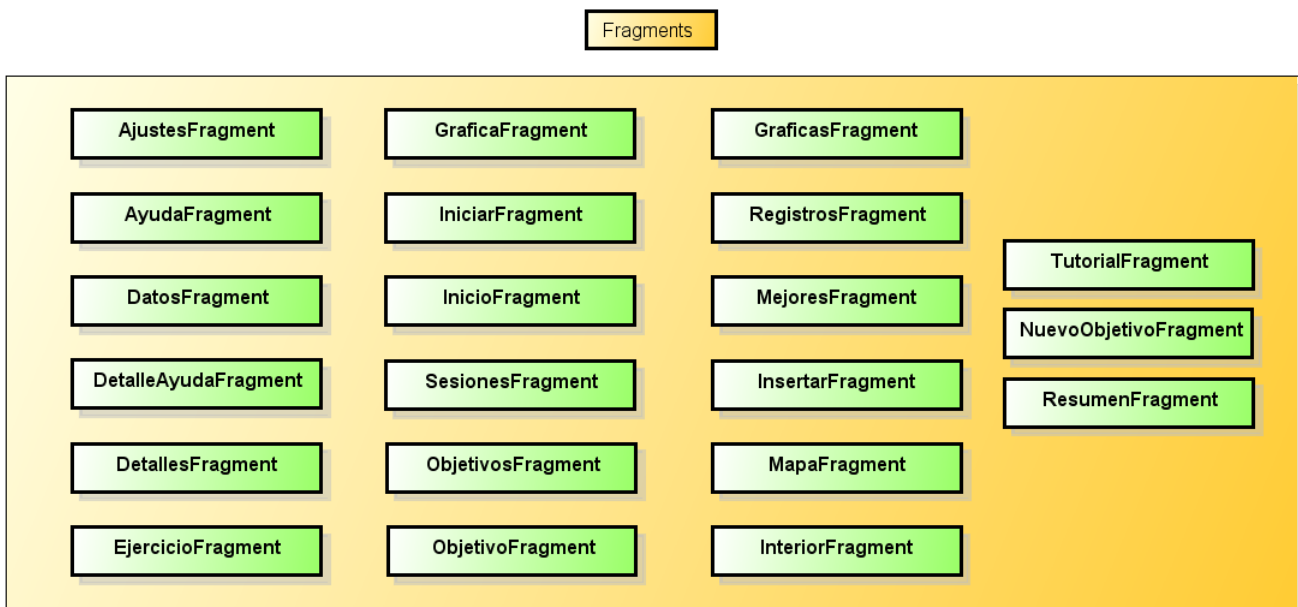 Fragments
AjustesFragment
GraficaFragment
GraficasFragment
AyudaFragment
IniciarFragment
RegistrosFragment
TutorialFragment
DatosFragment
InicioFragment
MejoresFragment
NuevoObjetivoFragment
DetalleAyudaFragment
SesionesFragment
InsertarFragment
ResumenFragment
DetallesFragment
ObjetivosFragment
MapaFragment
EjercicioFragment
ObjetivoFragment
InteriorFragment